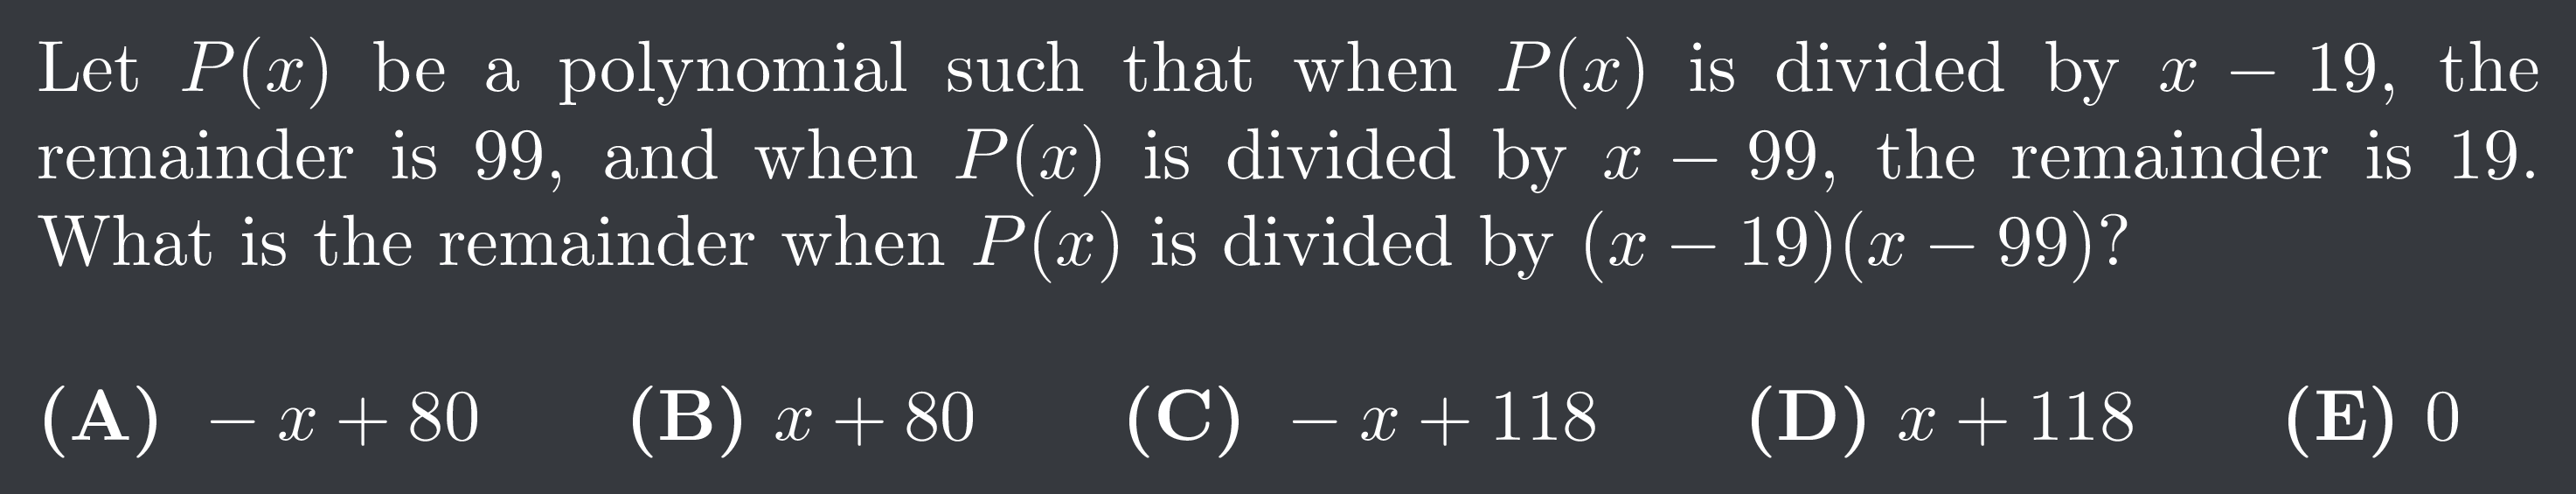 Let P(x) be a polynomial such that when P(x) is divided by x − 19, the
remainder is 99, and when P(x) is divided by x − 99, the remainder is 19.
What is the remainder when P(x) is divided by (x − 19)(x − 99)?
(A) − x + 80 (B) x + 80 (C) − x + 118 (D) x + 118 (E) 0